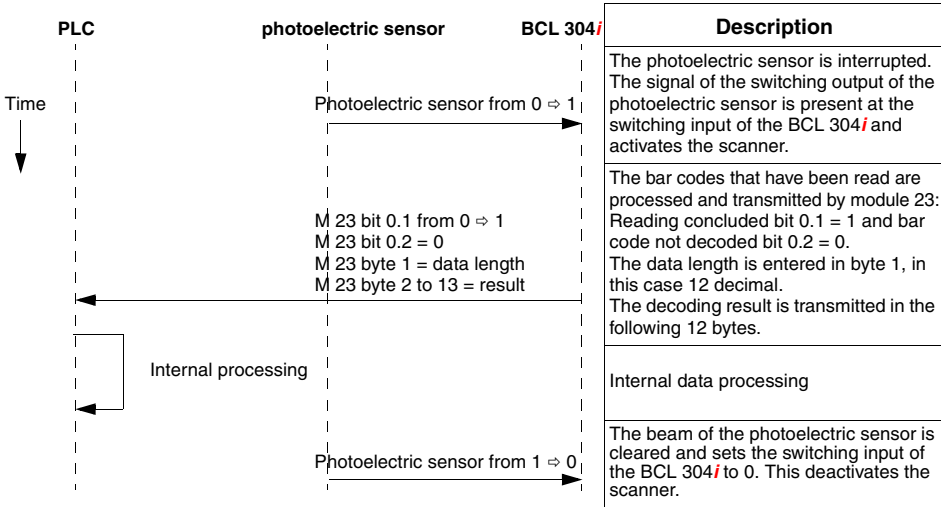 PLC photoelectric sensor BCL 304i Description
The photoelectric sensor is interrupted.
The signal of the switching output of the
photoelectric sensor is present at the
switching input of the BCL 304i and
activates the scanner.
Time
Photoelectric sensor from 0 ⇨ 1
The bar codes that have been read are
processed and transmitted by module 23:
Reading concluded bit 0.1 = 1 and bar
code not decoded bit 0.2 = 0.
The data length is entered in byte 1, in
this case 12 decimal.
The decoding result is transmitted in the
following 12 bytes.
M 23 bit 0.1 from 0 ⇨ 1
M 23 bit 0.2 = 0
M 23 byte 1 = data length
M 23 byte 2 to 13 = result
Internal processing
Internal data processing
Photoelectric sensor from 1 ⇨ 0
The beam of the photoelectric sensor is
cleared and sets the switching input of
the BCL 304i to 0. This deactivates the
scanner.